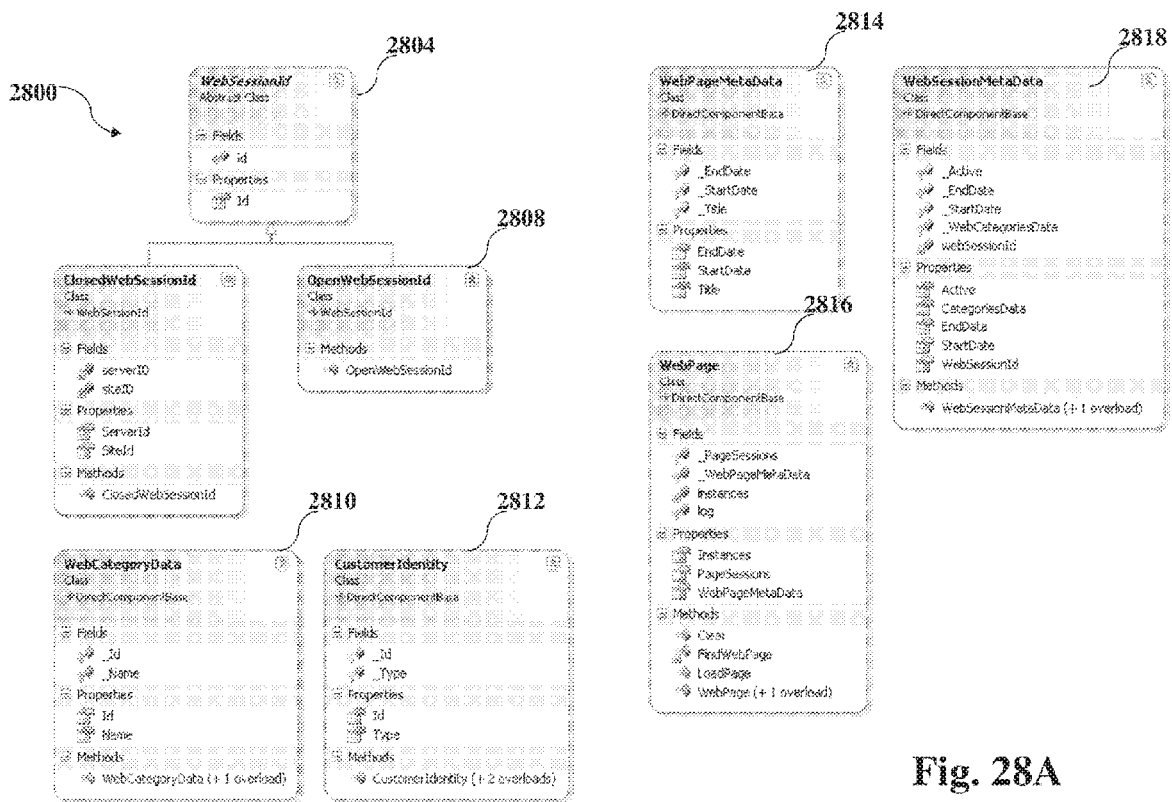 2800
2804
WebSessionId
Abstract Class
Fields
id
Properties
Id
ClosedWebSessionId
Class
WebSessionId
Fields
serverID
siteID
Properties
ServerId
SiteId
Methods
ClosedWebSessionId
2808
OpenWebSessionId
Class
WebSessionId
Methods
OpenWebSessionId
2810
WebCategoryData
Class
DirectComponentBase
Fields
_Id
_Name
Properties
Id
Name
Methods
WebCategoryData (+ 1 overload)
2812
CustomerIdentity
Class
DirectComponentBase
Fields
_Id
_Type
Properties
Id
Type
Methods
CustomerIdentity (+ 2 overloads)
2814
WebPageMetaData
Class
DirectComponentBase
Fields
_EndDate
_StartDate
_Title
Properties
EndDate
StartDate
Title
2816
WebPage
Class
DirectComponentBase
Fields
_PageSessions
_WebPageMetaData
instances
log
Properties
Instances
PageSessions
WebPageMetaData
Methods
Clear
FindWebPage
LoadPage
WebPage (+ 1 overload)
2818
WebSessionMetaData
Class
DirectComponentBase
Fields
_Active
_EndDate
_StartDate
_WebCategoriesData
webSessionId
Properties
Active
CategoriesData
EndDate
StartDate
WebSessionId
Methods
WebSessionMetaData (+ 1 overload)
Fig. 28A